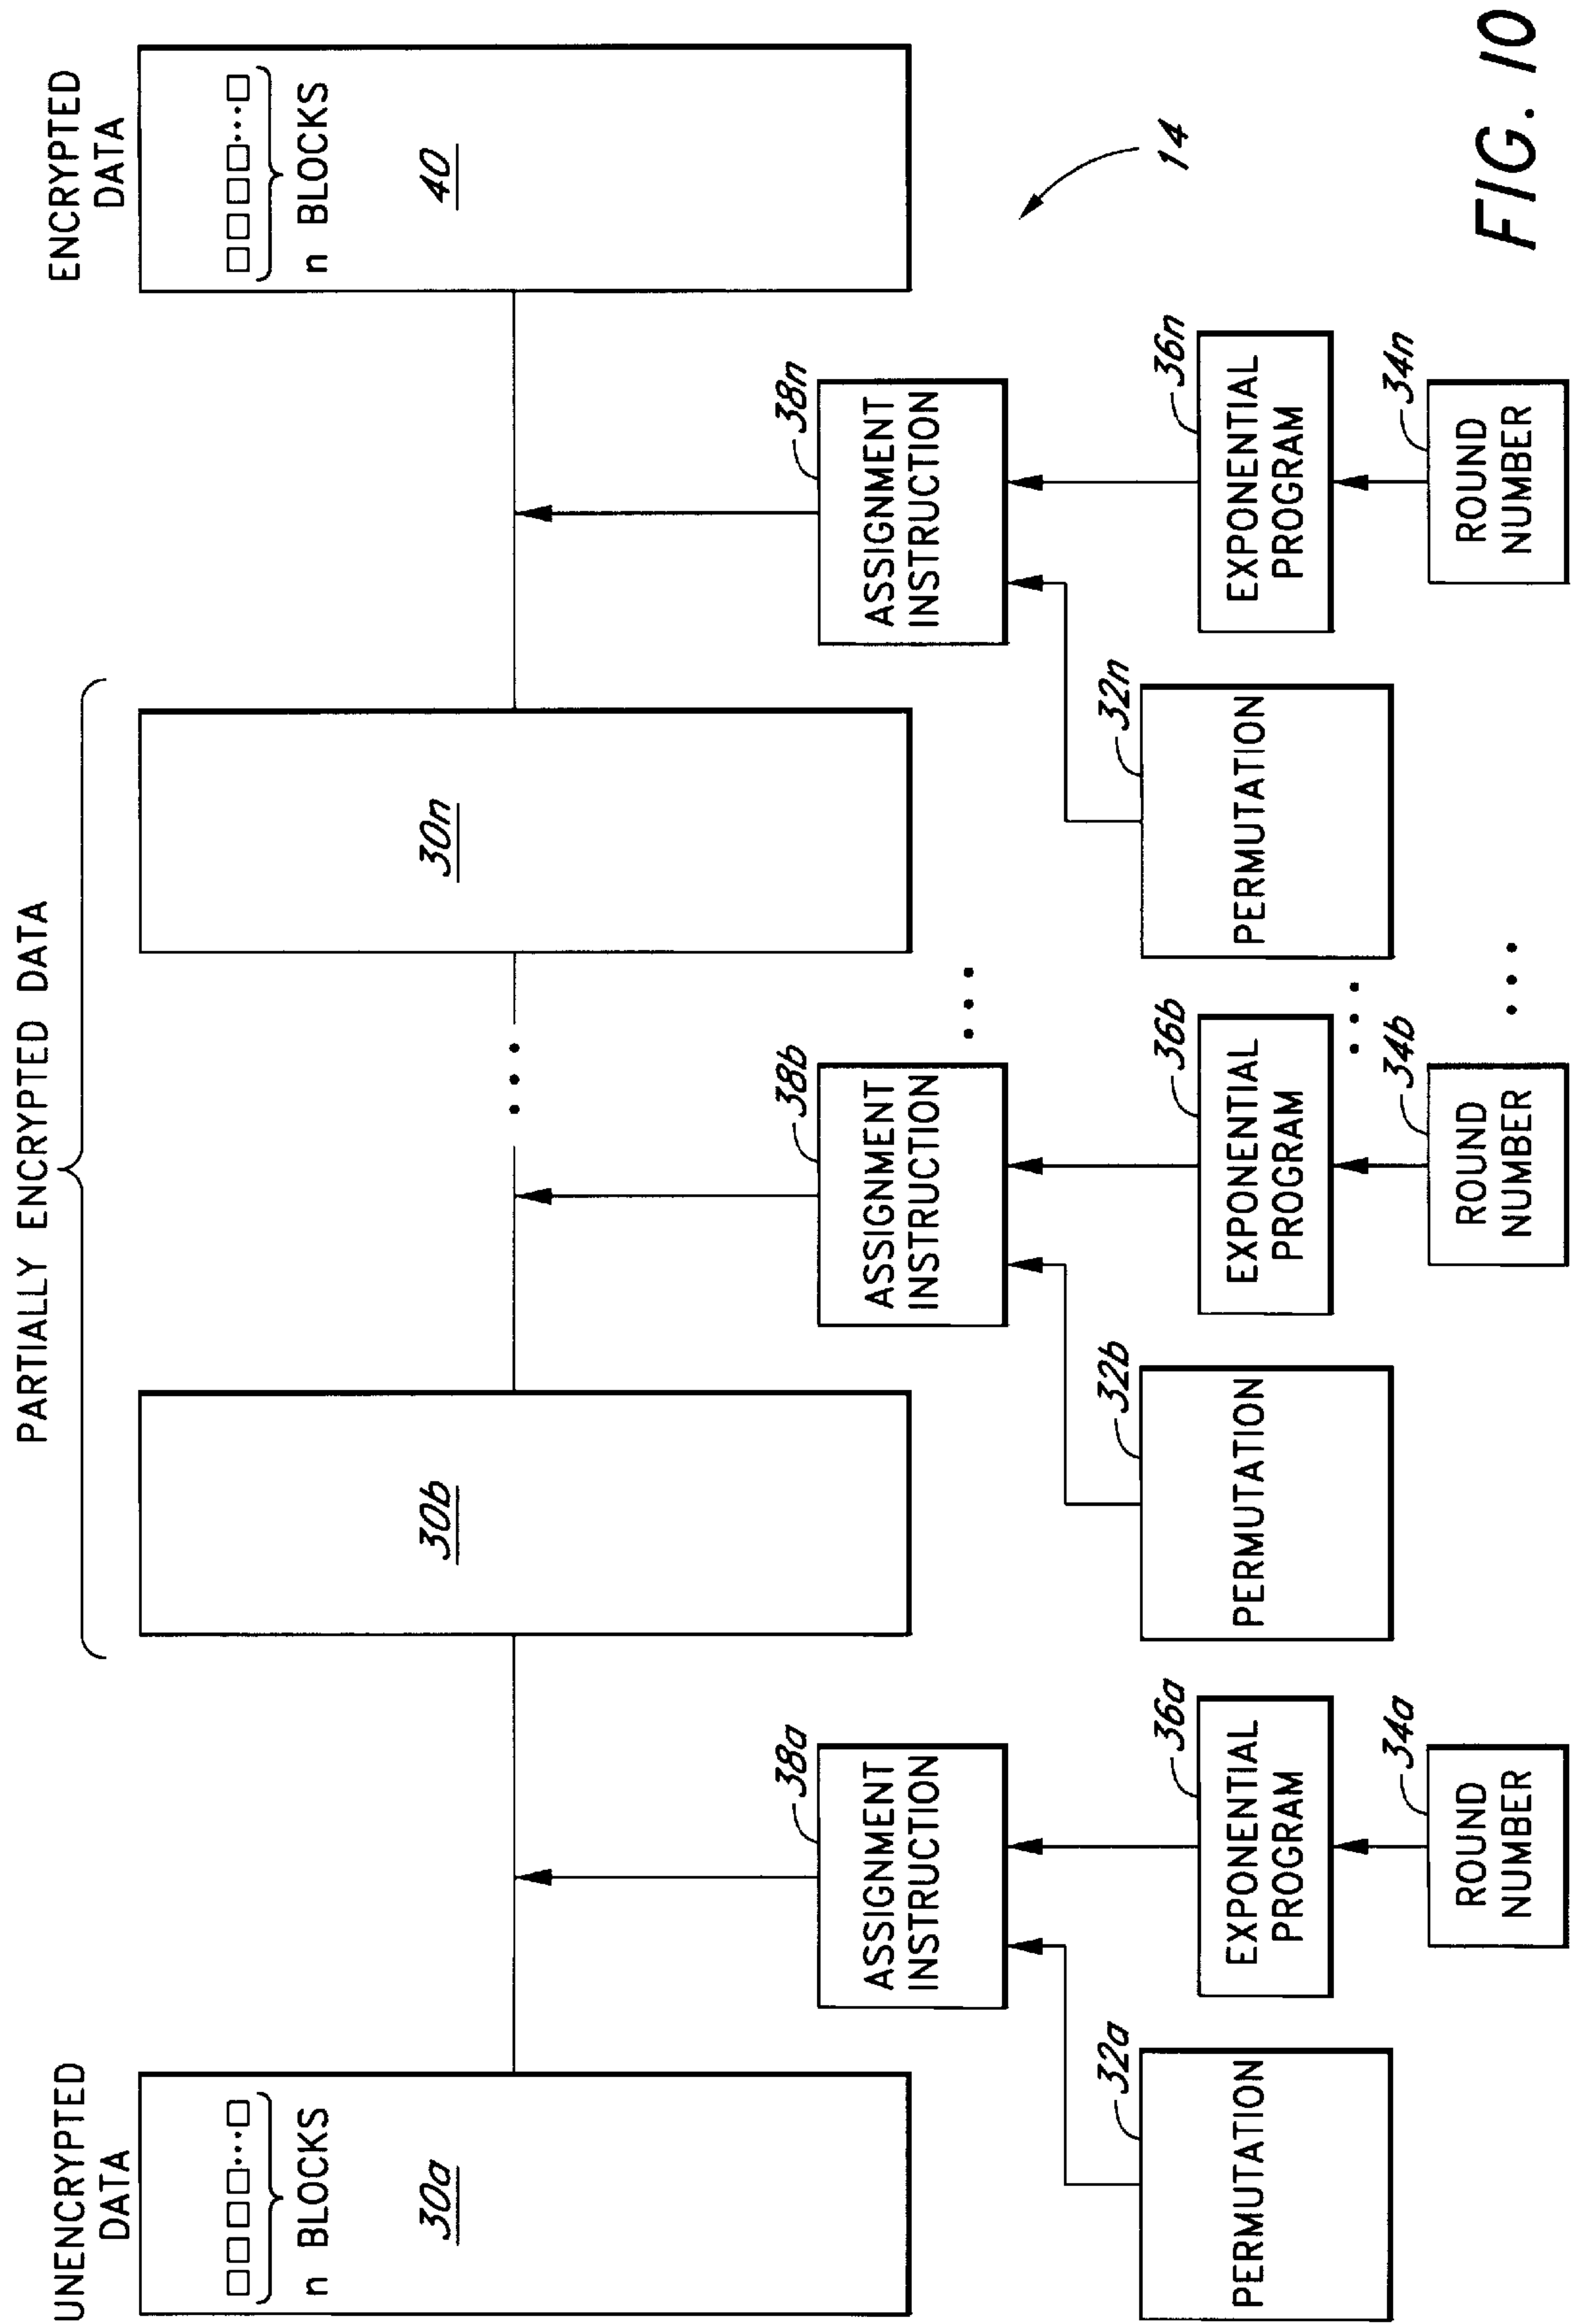 PARTIALLY ENCRYPTED DATA
UNENCRYPTED
DATA
ENCRYPTED
DATA
n BLOCKS
30a
30b
30n
n BLOCKS
40
38a
ASSIGNMENT
INSTRUCTION
38b
ASSIGNMENT
INSTRUCTION
38n
ASSIGNMENT
INSTRUCTION
14
32a
PERMUTATION
36a
EXPONENTIAL
PROGRAM
32b
PERMUTATION
36b
EXPONENTIAL
PROGRAM
32n
PERMUTATION
36n
EXPONENTIAL
PROGRAM
34a
ROUND
NUMBER
34b
ROUND
NUMBER
34n
ROUND
NUMBER
FIG. 10